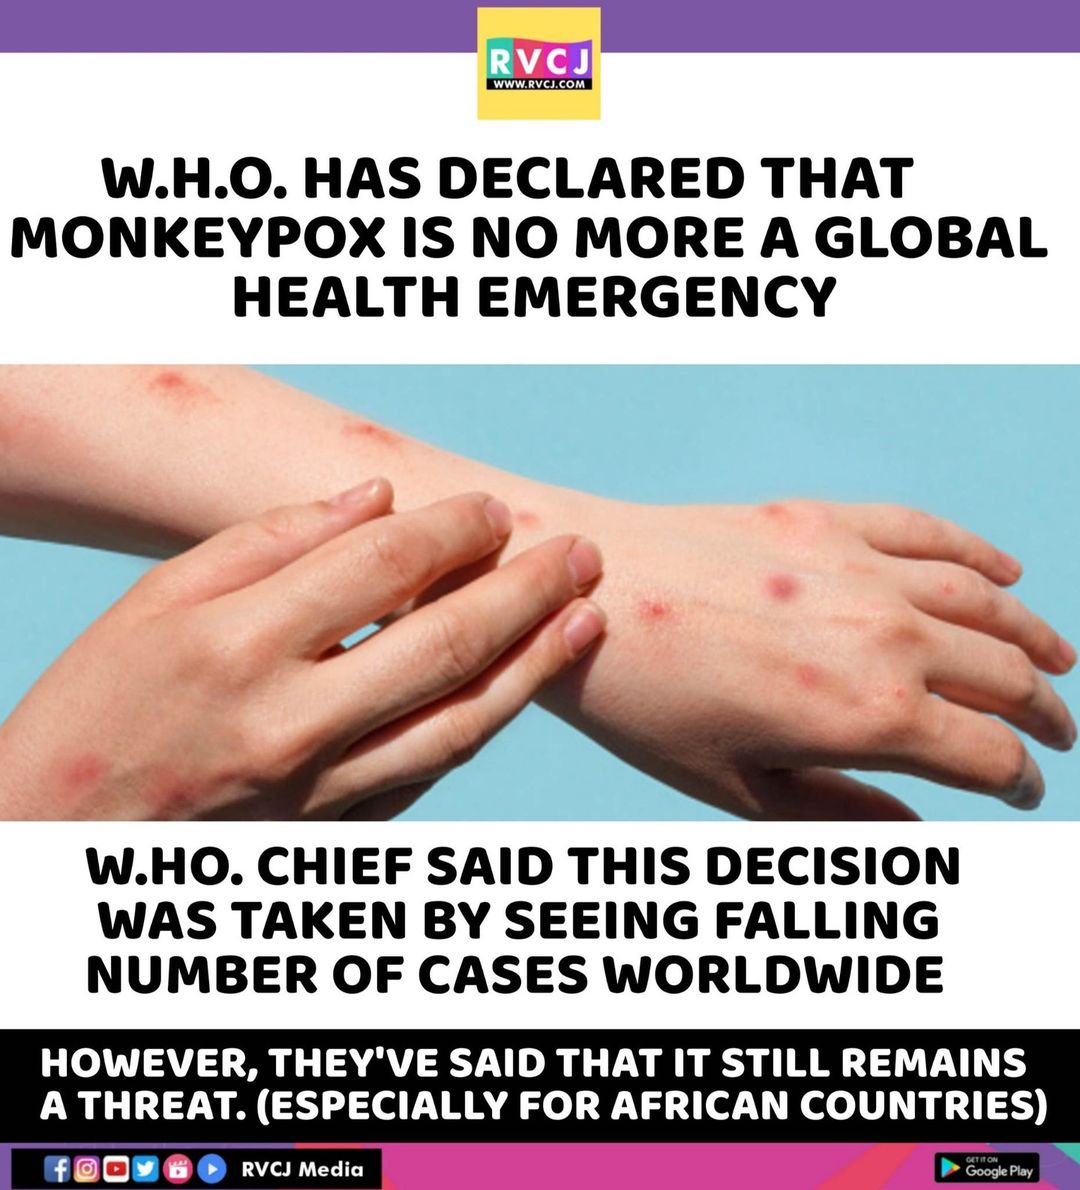 RVCJ
WWW.RVCJ.COM
W.H.O. HAS DECLARED THAT
MONKEYPOX IS NO MORE A GLOBAL
HEALTH EMERGENCY
W.HO. CHIEF SAID THIS DECISION
WAS TAKEN BY SEEING FALLING
NUMBER OF CASES WORLDWIDE
HOWEVER, THEY'VE SAID THAT IT STILL REMAINS
A THREAT. (ESPECIALLY FOR AFRICAN COUNTRIES)
RVCJ Media
GET IT ON
Google Play